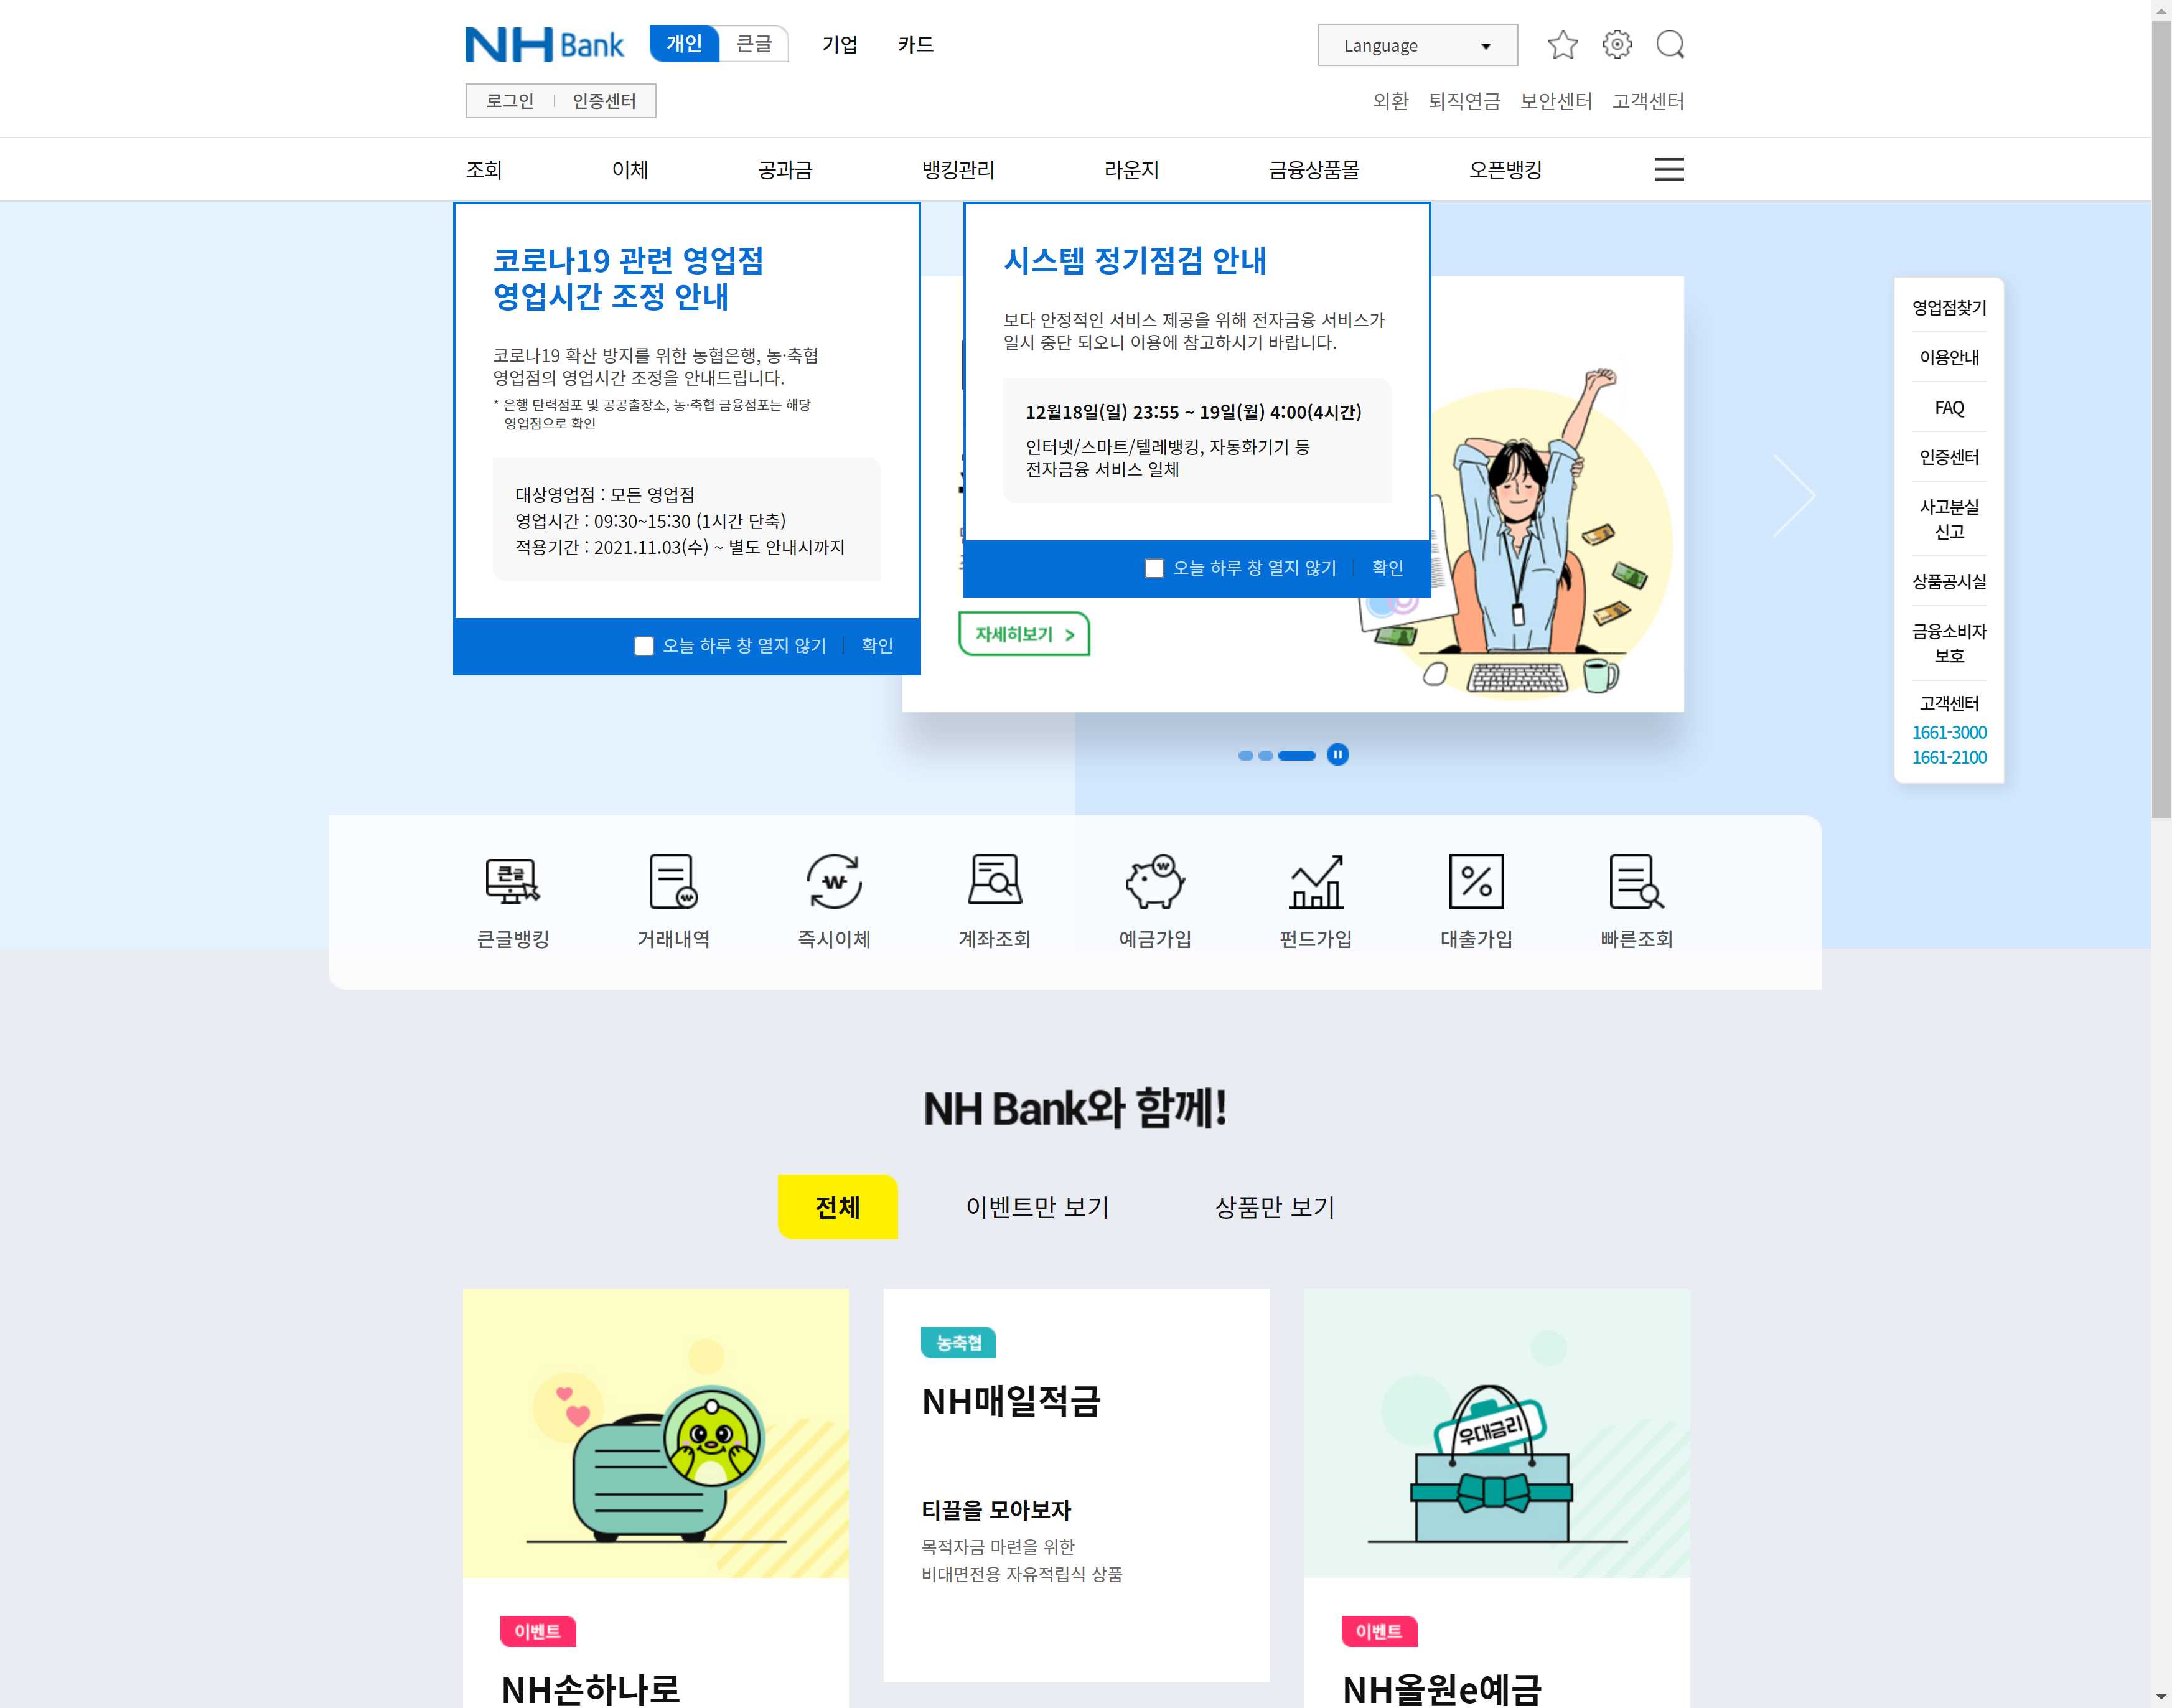 NH Bank
개인
큰글
기업
카드
Language
로그인
인증센터
외환
퇴직연금
보안센터
고객센터
조회
이체
공과금
뱅킹관리
라운지
금융상품몰
오픈뱅킹
코로나19 관련 영업점
영업시간 조정 안내
코로나19 확산 방지를 위한 농협은행, 농·축협
영업점의 영업시간 조정을 안내드립니다.
* 은행 탄력점포 및 공공출장소, 농·축협 금융점포는 해당
영업점으로 확인
대상영업점 : 모든 영업점
영업시간 : 09:30~15:30 (1시간 단축)
적용기간 : 2021.11.03(수) ~ 별도 안내시까지
오늘 하루 창 열지 않기
확인
시스템 정기점검 안내
보다 안정적인 서비스 제공을 위해 전자금융 서비스가
일시 중단 되오니 이용에 참고하시기 바랍니다.
12월18일(일) 23:55 ~ 19일(월) 4:00(4시간)
인터넷/스마트/텔레뱅킹, 자동화기기 등
전자금융 서비스 일체
오늘 하루 창 열지 않기
확인
자세히보기 >
영업점찾기
이용안내
FAQ
인증센터
사고분실
신고
상품공시실
금융소비자
보호
고객센터
1661-3000
1661-2100
큰글
큰글뱅킹
거래내역
즉시이체
계좌조회
예금가입
펀드가입
대출가입
빠른조회
NH Bank와 함께!
전체
이벤트만 보기
상품만 보기
이벤트
NH손하나로
농축협
NH매일적금
티끌을 모아보자
목적자금 마련을 위한
비대면전용 자유적립식 상품
우대금리
이벤트
NH올원e예금